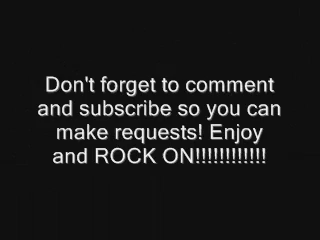 Don't forget to comment
and subscribe so you can
make requests! Enjoy
and ROCK ON!!!!!!!!!!!!